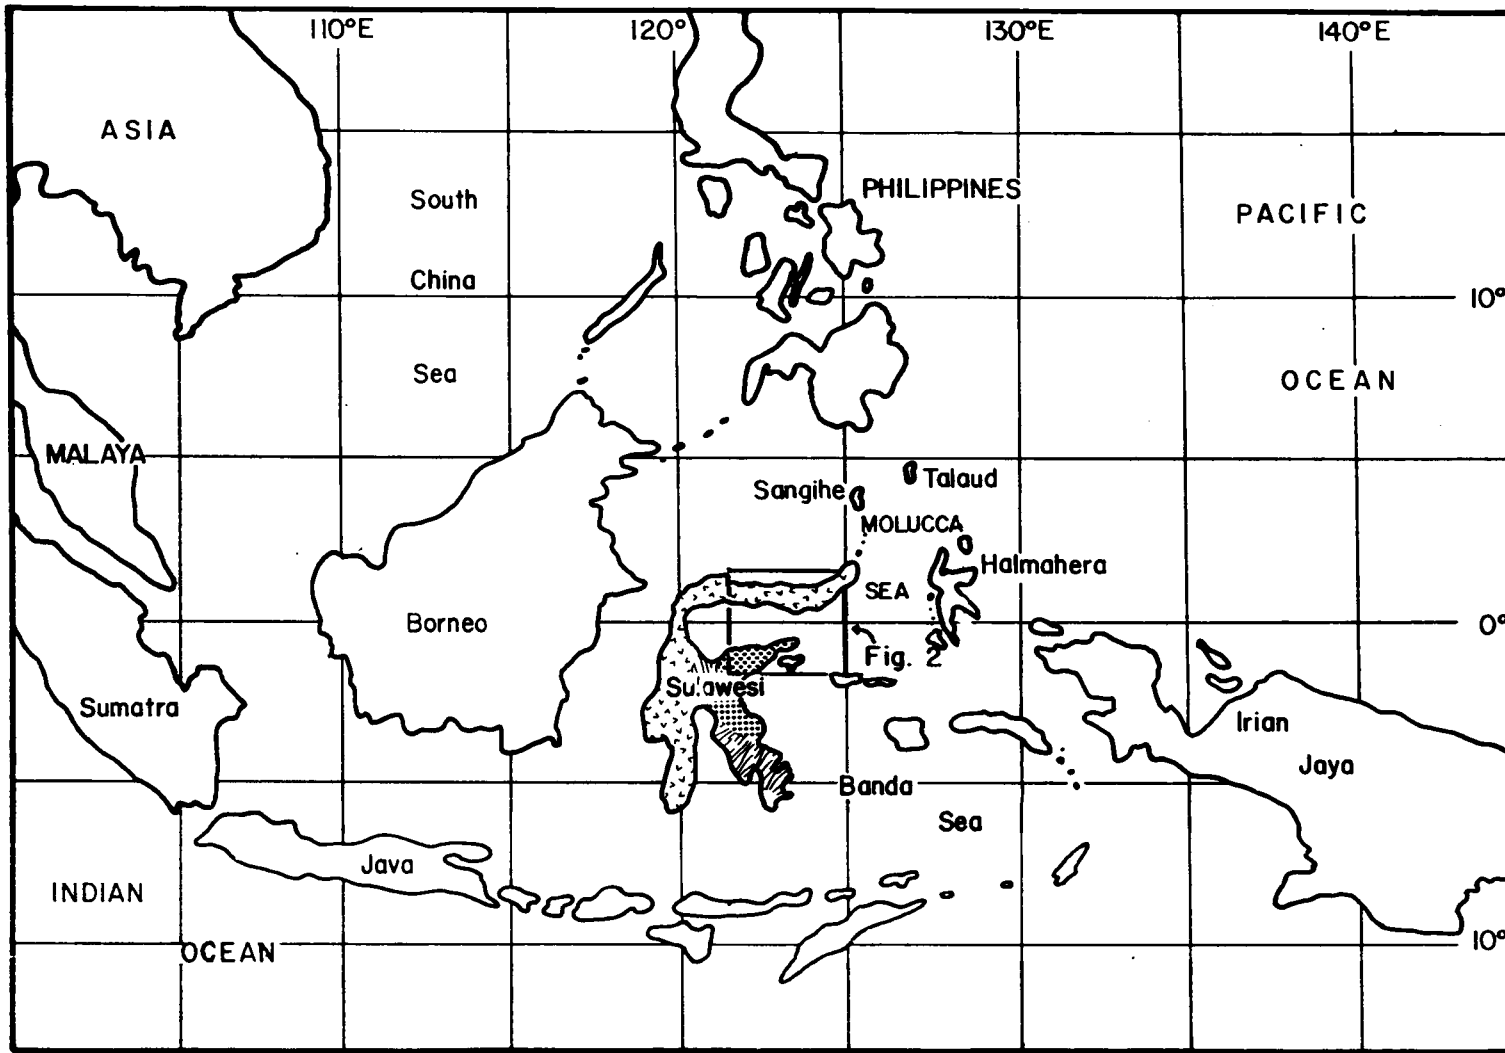 110°E
120°
130°E
140°E
ASIA
South
PHILIPPINES
PACIFIC
China
10°
Sea
OCEAN
MALAYA
Sangihe
Talaud
MOLUCCA
Halmahera
SEA
Borneo
0°
Fig. 2
Sulawesi
Sumatra
Irian
Jaya
Banda
Sea
Java
INDIAN
OCEAN
10°